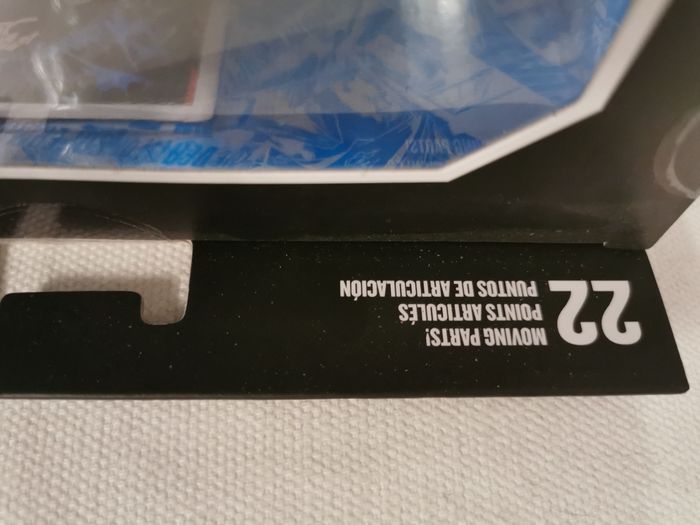 22
MOVING PARTS!
POINTS ARTICULÉS
PUNTOS DE ARTICULACIÓN